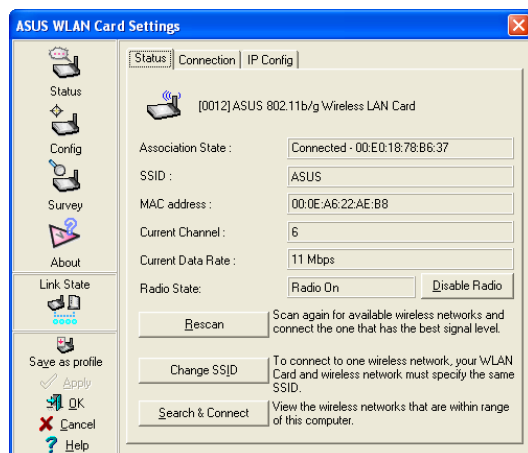 ASUS WLAN Card Settings
Status
Config
Survey
About
Link State
Save as profile
Apply
OK
Cancel
Help
Status Connection IP Config
[0012] ASUS 802.11b/g Wireless LAN Card
Association State : Connected - 00:E0:18:78:B6:37
SSID : ASUS
MAC address : 00:0E:A6:22:AE:B8
Current Channel : 6
Current Data Rate : 11 Mbps
Radio State: Radio On Disable Radio
Rescan
Scan again for available wireless networks and
connect the one that has the best signal level.
Change SSID
To connect to one wireless network, your WLAN
Card and wireless network must specify the same
SSID.
Search & Connect
View the wireless networks that are within range
of this computer.